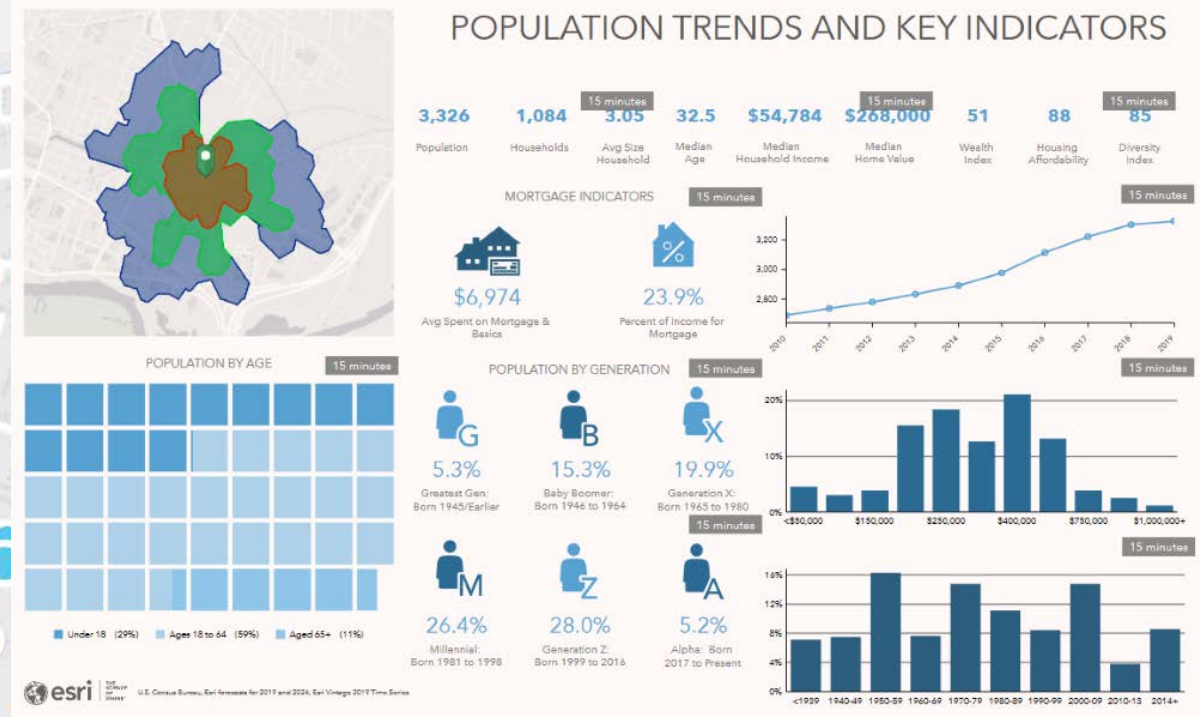 POPULATION TRENDS AND KEY INDICATORS
15 minutes
15 minutes
15 minutes
3,326
1,084
3.05
32.5
$54,784
$268,000
51
88
85
Population
Households
Avg Size
Household
Median
Age
Median
Household Income
Median
Home Value
Wealth
Index
Housing
Affordability
Diversity
Index
MORTGAGE INDICATORS
15 minutes
$6,974
Avg Spent on Mortgage &
Basics
23.9%
Percent of Income for
Mortgage
15 minutes
3,200
3,000
2,800
2010
2011
2012
2013
2014
2015
2016
2017
2018
2019
POPULATION BY AGE
15 minutes
Under 18 (29%)
Ages 18 to 64 (59%)
Aged 65+ (11%)
POPULATION BY GENERATION
15 minutes
G
B
X
5.3%
15.3%
19.9%
Greatest Gen:
Born 1945/Earlier
Baby Boomer:
Born 1946 to 1964
Generation X:
Born 1965 to 1980
15 minutes
M
Z
A
26.4%
28.0%
5.2%
Millennial:
Born 1981 to 1998
Generation Z:
Born 1999 to 2016
Alpha: Born
2017 to Present
15 minutes
20%
10%
0%
<$50,000
$150,000
$250,000
$400,000
$750,000
$1,000,000+
15 minutes
16%
12%
8%
4%
0%
<1939
1940-49
1950-59
1960-69
1970-79
1980-89
1990-99
2000-09
2010-13
2014+
esri
THE
SCIENCE
OF
WHERE
U.S. Census Bureau, Esri forecasts for 2019 and 2024, Esri Vintage 2019 Time Series